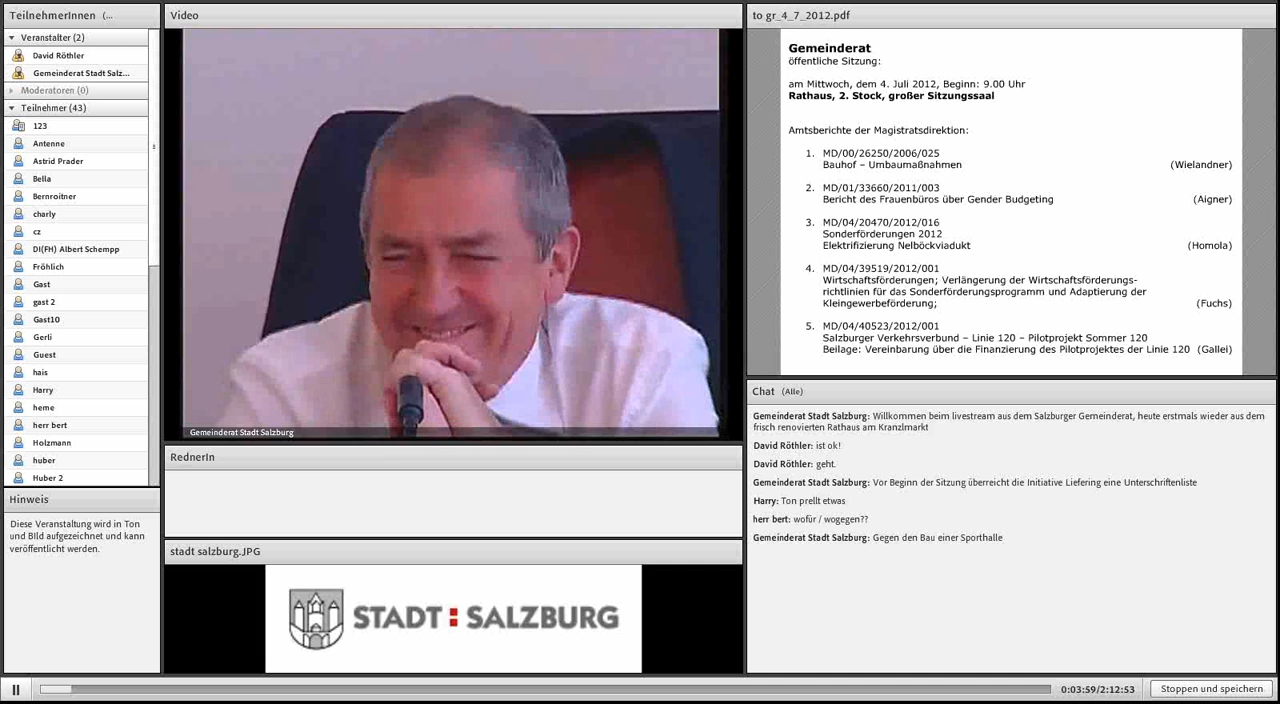 TeilnehmerInnen (...
Veranstalter (2)
David Röthler
Gemeinderat Stadt Salz...
Moderatoren (0)
Teilnehmer (43)
123
Antenne
Astrid Prader
Bella
Bernroitner
charly
cz
DI(FH) Albert Schempp
Fröhlich
Gast
gast 2
Gast10
Gerli
Guest
hais
Harry
heme
herr bert
Holzmann
huber
Huber 2
Hinweis
Diese Veranstaltung wird in Ton
und BIld aufgezeichnet und kann
veröffentlicht werden.
Video
Gemeinderat Stadt Salzburg
RednerIn
stadt salzburg.JPG
STADT : SALZBURG
to gr_4_7_2012.pdf
Gemeinderat
öffentliche Sitzung:
am Mittwoch, dem 4. Juli 2012, Beginn: 9.00 Uhr
Rathaus, 2. Stock, großer Sitzungssaal
Amtsberichte der Magistratsdirektion:
1. MD/00/26250/2006/025
Bauhof – Umbaumaßnahmen (Wielandner)
2. MD/01/33660/2011/003
Bericht des Frauenbüros über Gender Budgeting (Aigner)
3. MD/04/20470/2012/016
Sonderförderungen 2012
Elektrifizierung Nelböckviadukt (Homola)
4. MD/04/39519/2012/001
Wirtschaftsförderungen; Verlängerung der Wirtschaftsförderungs-
richtlinien für das Sonderförderungsprogramm und Adaptierung der
Kleingewerbeförderung; (Fuchs)
5. MD/04/40523/2012/001
Salzburger Verkehrsverbund – Linie 120 – Pilotprojekt Sommer 120
Beilage: Vereinbarung über die Finanzierung des Pilotprojektes der Linie 120 (Gallei)
Chat (Alle)
Gemeinderat Stadt Salzburg: Willkommen beim livestream aus dem Salzburger Gemeinderat, heute erstmals wieder aus dem
frisch renovierten Rathaus am Kranzlmarkt
David Röthler: ist ok!
David Röthler: geht.
Gemeinderat Stadt Salzburg: Vor Beginn der Sitzung überreicht die Initiative Liefering eine Unterschriftenliste
Harry: Ton prellt etwas
herr bert: wofür / wogegen??
Gemeinderat Stadt Salzburg: Gegen den Bau einer Sporthalle
0:03:59/2:12:53
Stoppen und speichern